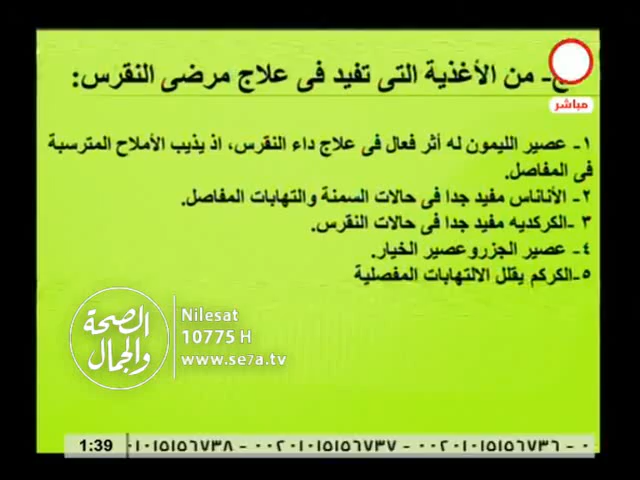 ج- من الأغذية التى تفيد فى علاج مرضى النقرس:
مباشر
١- عصير الليمون له أثر فعال فى علاج داء النقرس، اذ يذيب الأملاح المترسبة
فى المفاصل.
٢- الأناناس مفيد جدا فى حالات السمنة والتهابات المفاصل.
٣ -الكركديه مفيد جدا فى حالات النقرس.
٤- عصير الجزروعصير الخيار.
٥-الكركم يقلل الالتهابات المفصلية
الصحة
والجمال
Nilesat
10775 H
www.se7a.tv
1:39 ٠١٠١٥١٥٦٧٣٨ - ٠٠٢٠١٠١٥١٥٦٧٣٧ - ٠٠٢٠١٠١٥١٥٦٧٣٦ - ٠